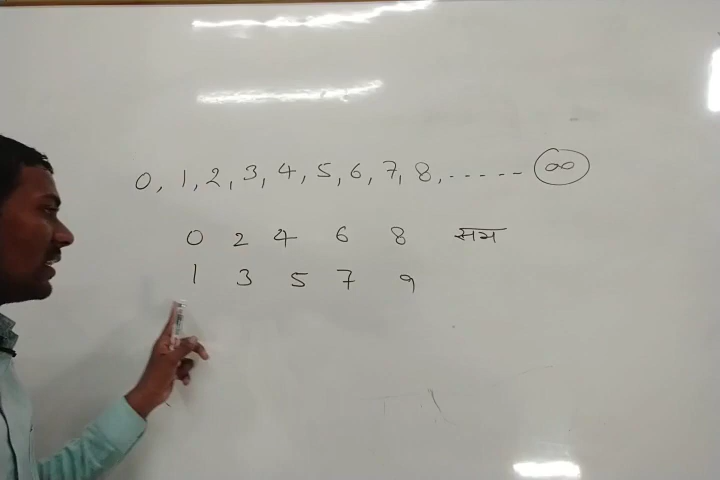 0, 1, 2, 3, 4, 5, 6, 7, 8, ----- ∞
0 2 4 6 8 सम
1 3 5 7 9